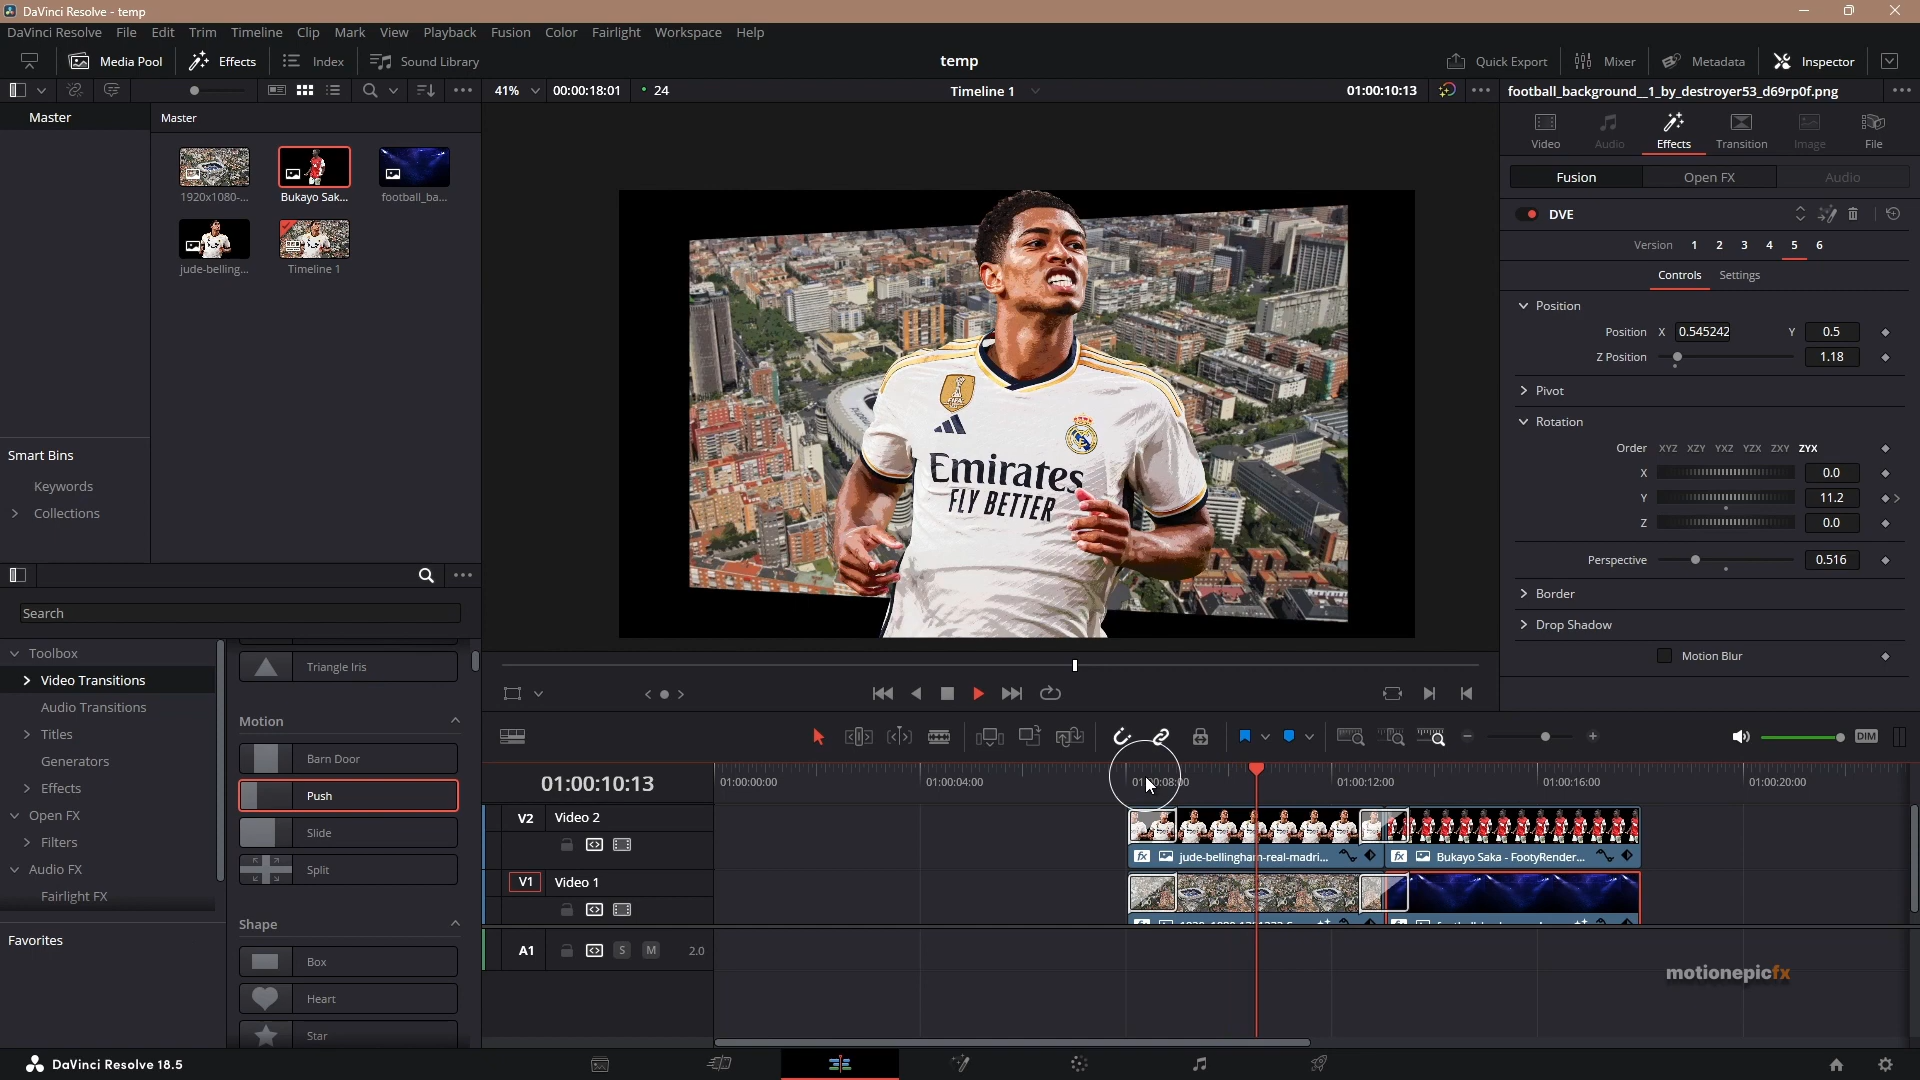 DaVinci Resolve - temp
DaVinci Resolve File Edit Trim Timeline Clip Mark View Playback Fusion Color Fairlight Workspace Help
Media Pool Effects Index Sound Library temp Quick Export Mixer Metadata Inspector
41% 00:00:18:01 24 Timeline 1 01:00:10:13 football_background__1_by_destroyer53_d69rp0f.png
Master Master
Video Audio Effects Transition Image File
Fusion Open FX Audio
1920x1080-... Bukayo Sak... football_ba...
DVE
Version 1 2 3 4 5 6
jude-belling... Timeline 1
Controls Settings
Position
Position X 0.545242 Y 0.5
Z Position 1.18
Pivot
Rotation
Order XYZ XZY YXZ YZX ZXY ZYX
X 0.0
Y 11.2
Z 0.0
Perspective 0.516
Border
Drop Shadow
Motion Blur
Emirates
FLY BETTER
FIFA
Smart Bins
Keywords
Collections
Search
Toolbox
Video Transitions
Audio Transitions
Titles
Generators
Effects
Open FX
Filters
Audio FX
Fairlight FX
Favorites
Triangle Iris
Motion
Barn Door
Push
Slide
Split
Shape
Box
Heart
Star
DIM
01:00:10:13 01:00:00:00 01:00:04:00 01:00:08:00 01:00:12:00 01:00:16:00 01:00:20:00
V2 Video 2
fx jude-bellingham-real-madri... fx Bukayo Saka - FootyRender...
V1 Video 1
A1 S M 2.0
motionepicfx
DaVinci Resolve 18.5